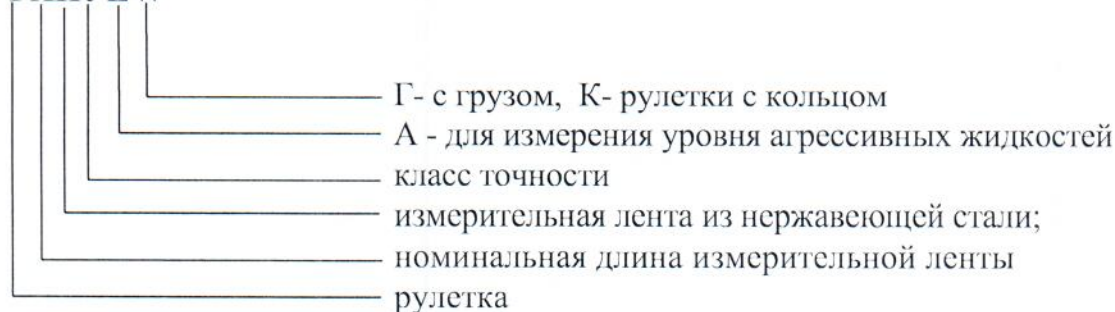 Г- с грузом, К- рулетки с кольцом
А - для измерения уровня агрессивных жидкостей
класс точности
измерительная лента из нержавеющей стали;
номинальная длина измерительной ленты
рулетка